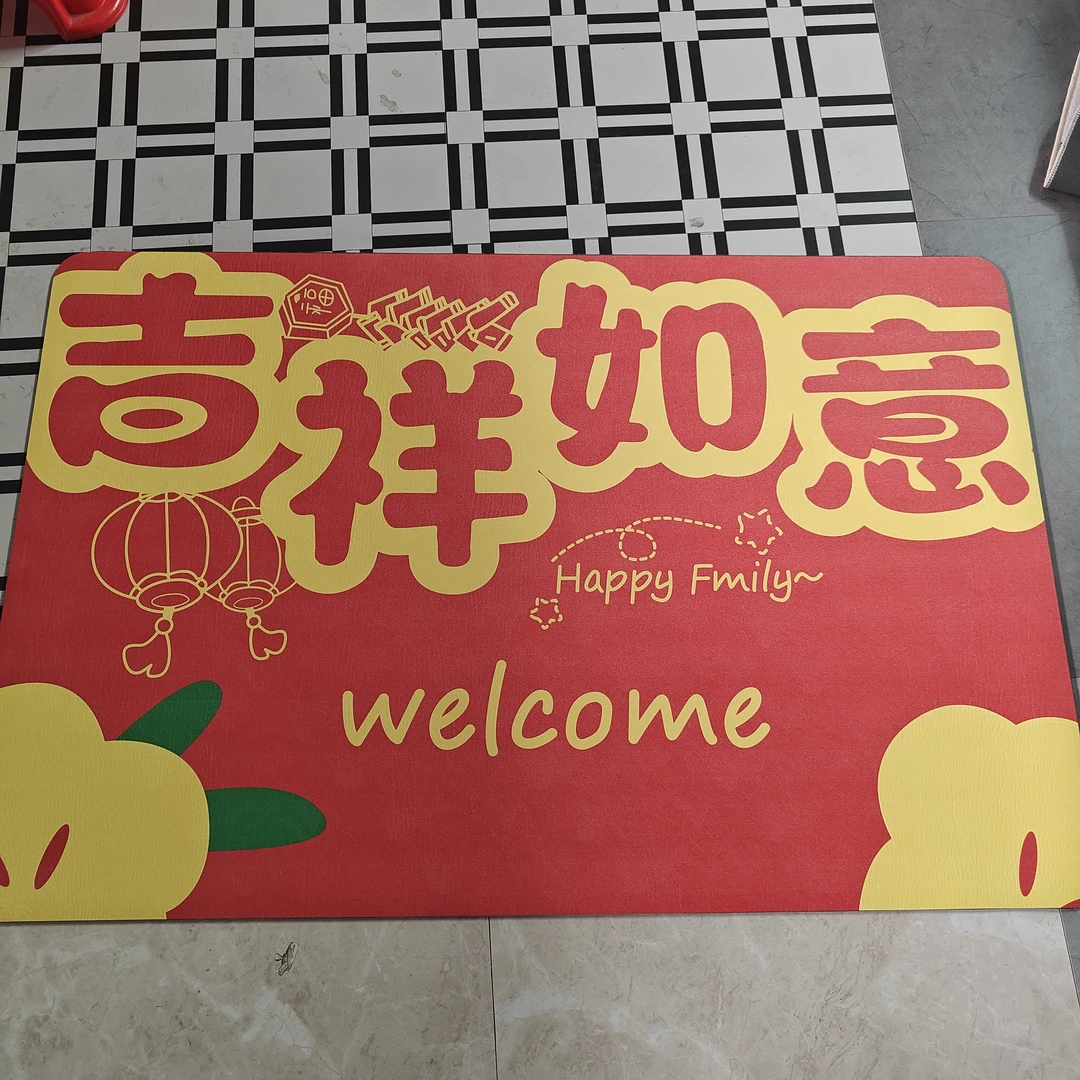 吉祥如意
Happy Fmily~
welcome